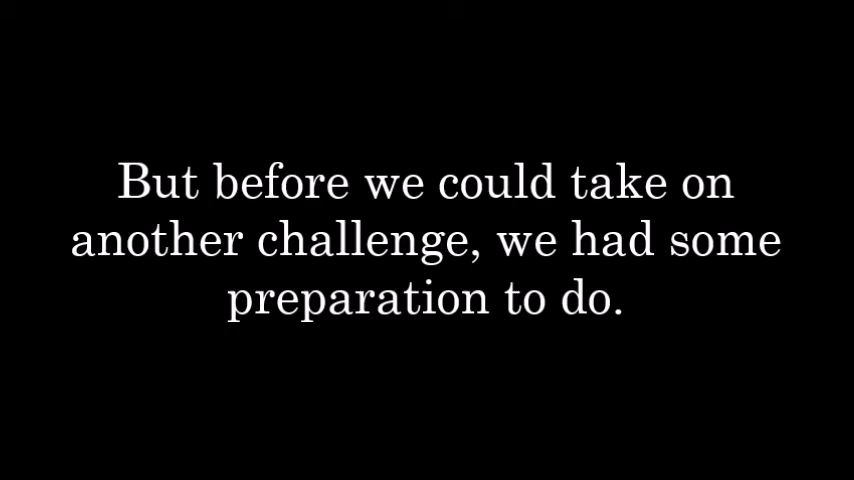 But before we could take on
another challenge, we had some
preparation to do.